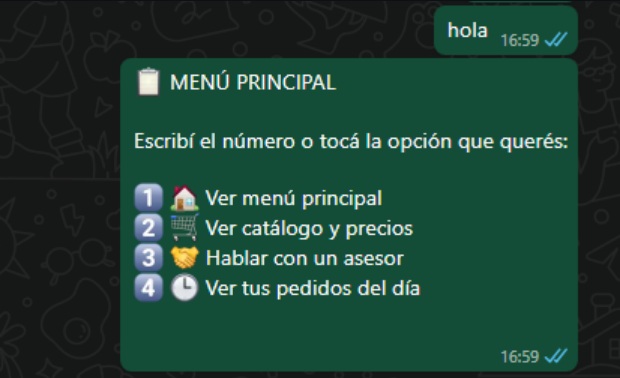 hola
16:59
📋 MENÚ PRINCIPAL
Escribí el número o tocá la opción que querés:
1️⃣ 🏠 Ver menú principal
2️⃣ 🛒 Ver catálogo y precios
3️⃣ 🤝 Hablar con un asesor
4️⃣ 🕒 Ver tus pedidos del día
16:59